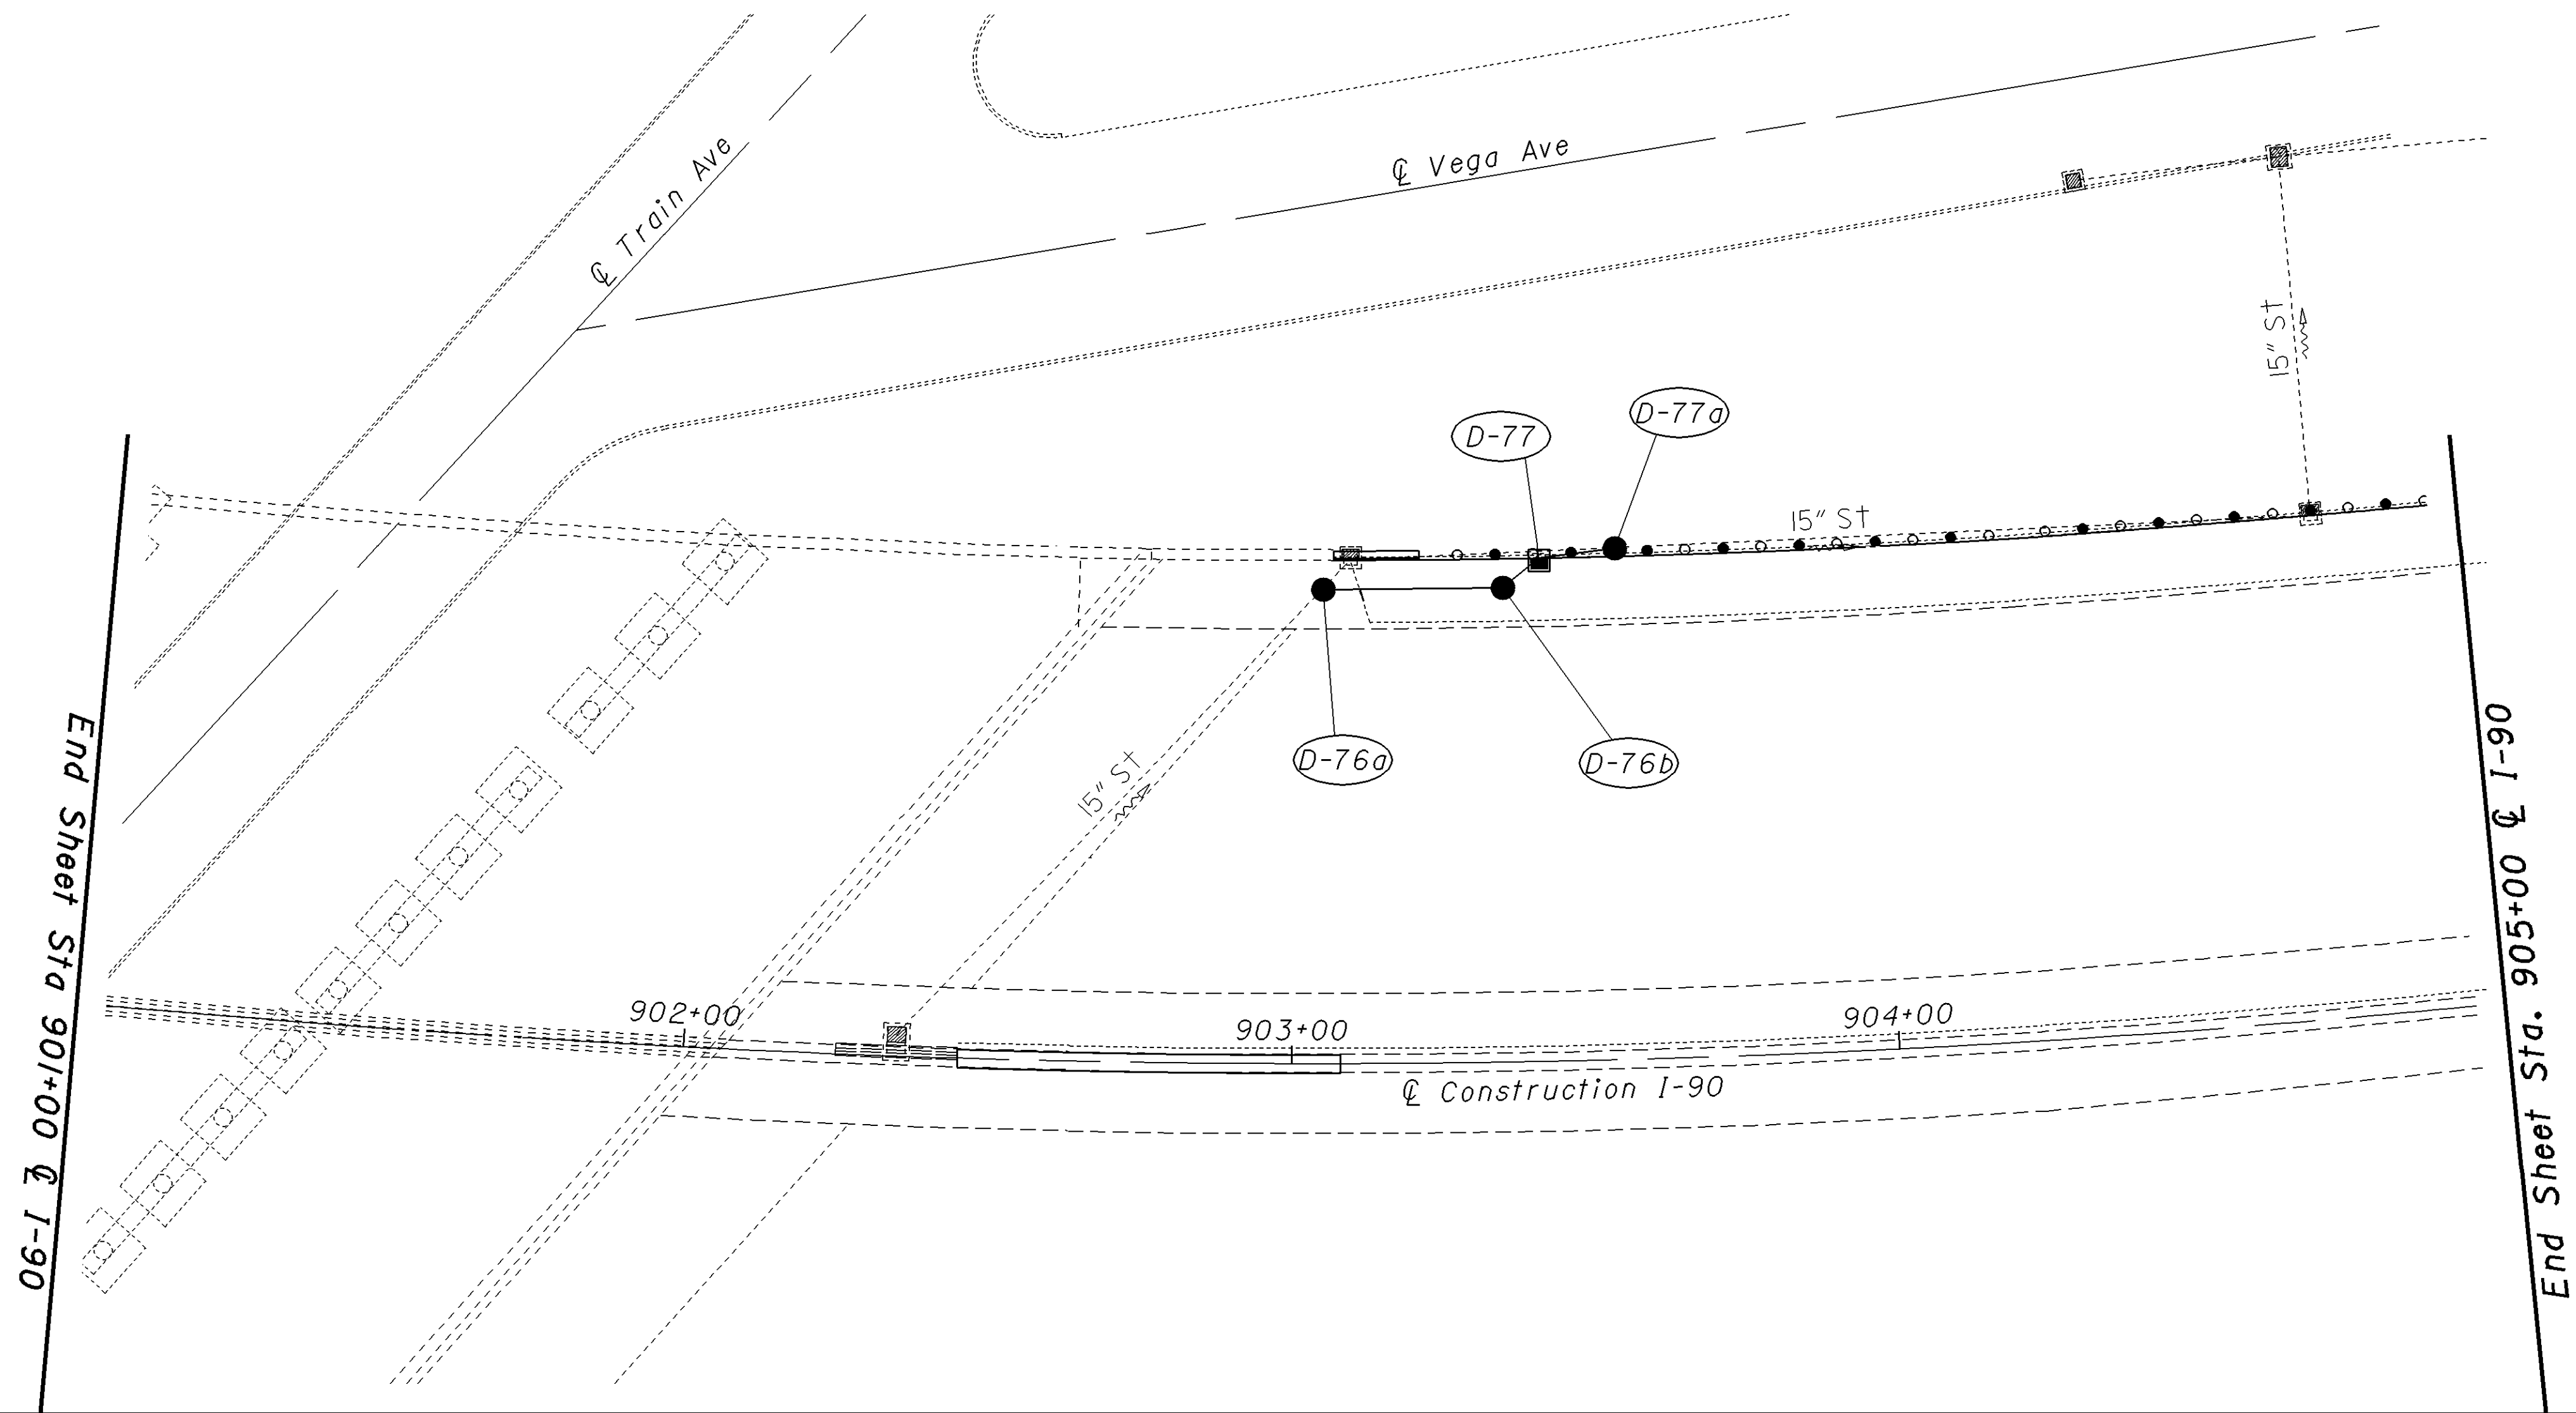 ℄ Train Ave
℄ Vega Ave
15" St
D-77
D-77a
15" St
D-76a
D-76b
15" St
902+00
903+00
904+00
℄ Construction I-90
End Sheet Sta 901+00 ℄ I-90
End Sheet Sta. 905+00 ℄ I-90